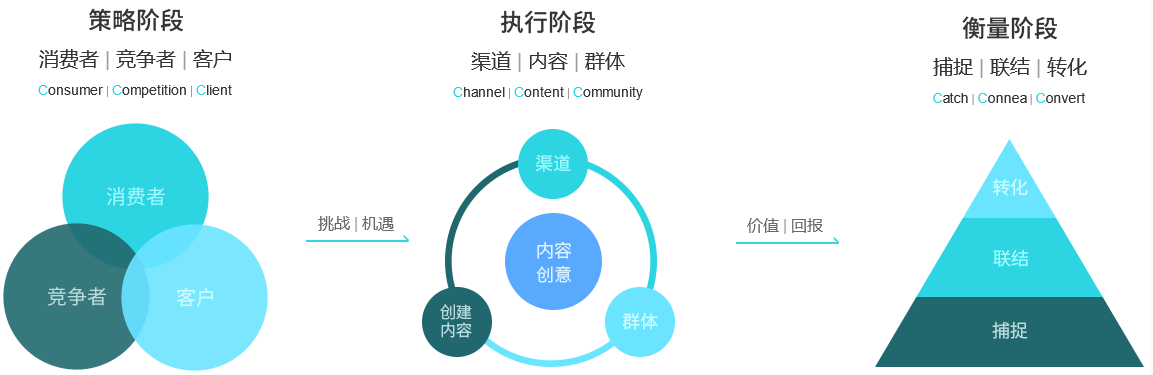 策略阶段
消费者 | 竞争者 | 客户
Consumer | Competition | Client
消费者
竞争者
客户
挑战 | 机遇
执行阶段
渠道 | 内容 | 群体
Channel | Content | Community
渠道
内容
创意
创建
内容
群体
价值 | 回报
衡量阶段
捕捉 | 联结 | 转化
Catch | Connea | Convert
转化
联结
捕捉